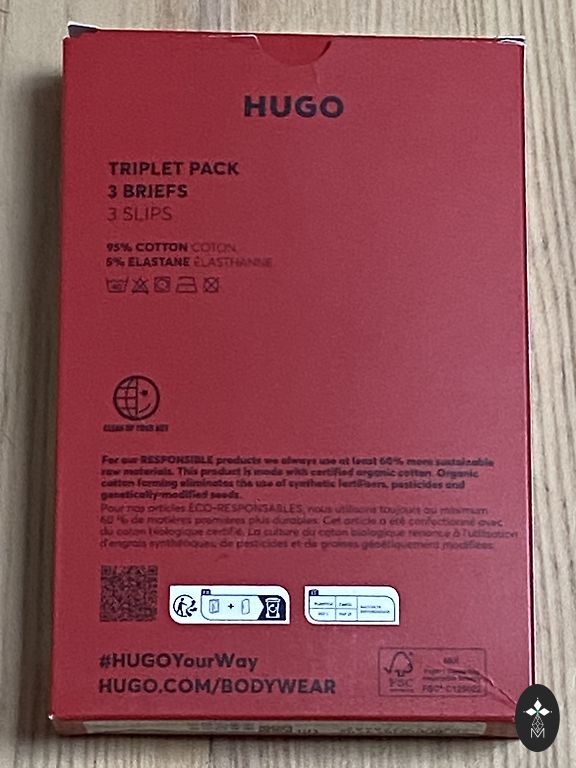 HUGO
TRIPLET PACK
3 BRIEFS
3 SLIPS
95% COTTON COTON,
5% ELASTANE ÉLASTHANNE.
CLEAN UP YOUR ACT
For our RESPONSIBLE products we always use at least 60% more sustainable
raw materials. This product is made with certified organic cotton. Organic
cotton farming eliminates the use of synthetic fertilisers, pesticides and
genetically-modified seeds.
Pour nos articles ÉCO-RESPONSABLES, nous utilisons toujours au minimum
60 % de matières premières plus durables. Cet article a été confectionné avec
du coton biologique certifié. La culture du coton biologique renonce à l'utilisation
d'engrais synthétiques, de pesticides et de graines génétiquement modifiées.
FR
+
IT
#HUGOYourWay
HUGO.COM/BODYWEAR
FSC
MIX
M